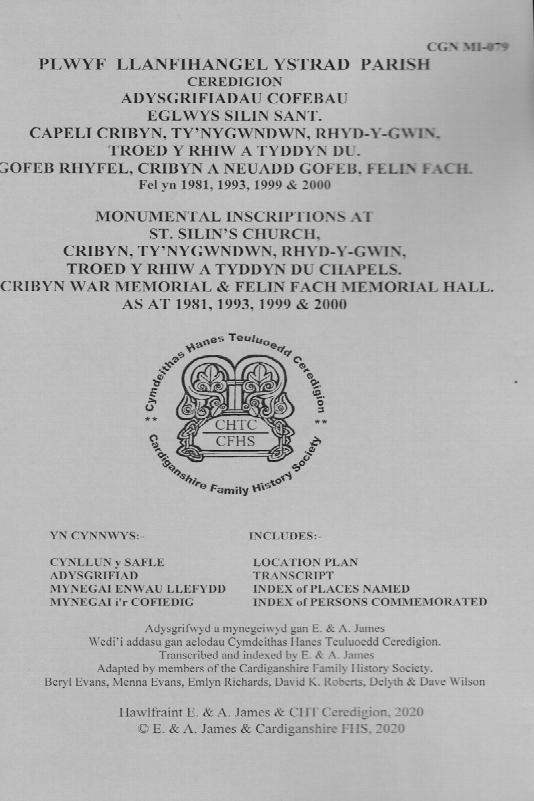 CGN MI-079
PLWYF LLANFIHANGEL YSTRAD PARISH
CEREDIGION
ADYSGRIFIADAU COFEBAU
EGLWYS SILIN SANT.
CAPELI CRIBYN, TY'NYGWNDWN, RHYD-Y-GWIN,
TROED Y RHIW A TYDDYN DU.
GOFEB RHYFEL, CRIBYN A NEUADD GOFEB, FELIN FACH.
Fel yn 1981, 1993, 1999 & 2000
MONUMENTAL INSCRIPTIONS AT
ST. SILIN'S CHURCH,
CRIBYN, TY'NYGWNDWN, RHYD-Y-GWIN,
TROED Y RHIW A TYDDYN DU CHAPELS.
CRIBYN WAR MEMORIAL & FELIN FACH MEMORIAL HALL.
AS AT 1981, 1993, 1999 & 2000
Cymdeithas Hanes Teuluoedd Ceredigion
** **
CHTC
CFHS
Cardiganshire Family History Society
YN CYNNWYS:- INCLUDES:-
CYNLLUN y SAFLE LOCATION PLAN
ADYSGRIFIAD TRANSCRIPT
MYNEGAI ENWAU LLEFYDD INDEX of PLACES NAMED
MYNEGAI i'r COFIEDIG INDEX of PERSONS COMMEMORATED
Adysgrifwyd a mynegeiwyd gan E. & A. James
Wedi'i addasu gan aelodau Cymdeithas Hanes Teuluoedd Ceredigion.
Transcribed and indexed by E. & A. James
Adapted by members of the Cardiganshire Family History Society.
Beryl Evans, Menna Evans, Emlyn Richards, David K. Roberts, Delyth & Dave Wilson
Hawlfraint E. & A. James & CHT Ceredigion, 2020
© E. & A. James & Cardiganshire FHS, 2020